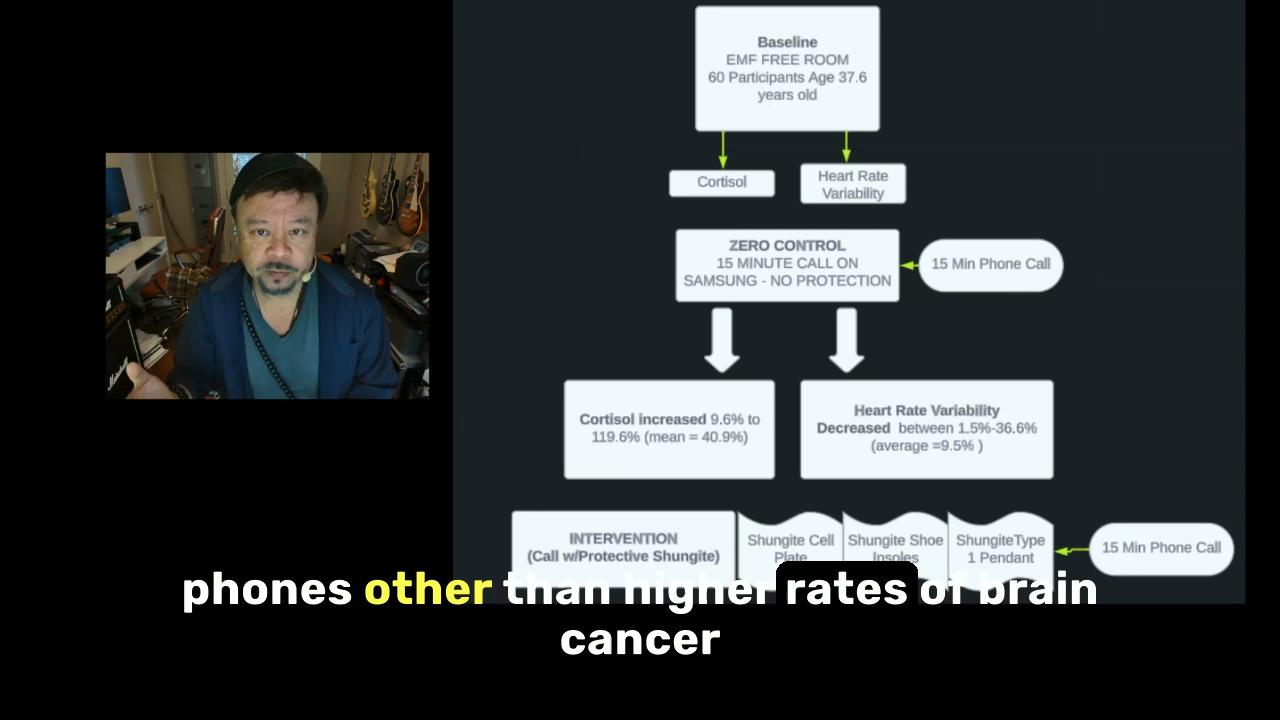 Baseline
EMF FREE ROOM
60 Participants Age 37.6
years old
Cortisol
Heart Rate
Variability
ZERO CONTROL
15 MINUTE CALL ON
SAMSUNG - NO PROTECTION
15 Min Phone Call
Cortisol increased 9.6% to
119.6% (mean = 40.9%)
Heart Rate Variability
Decreased between 1.5%-36.6%
(average =9.5% )
INTERVENTION
(Call w/Protective Shungite)
Shungite Cell
Plate
Shungite Shoe
Insoles
ShungiteType
1 Pendant
15 Min Phone Call
phones other than higher rates of brain
cancer
Marshall